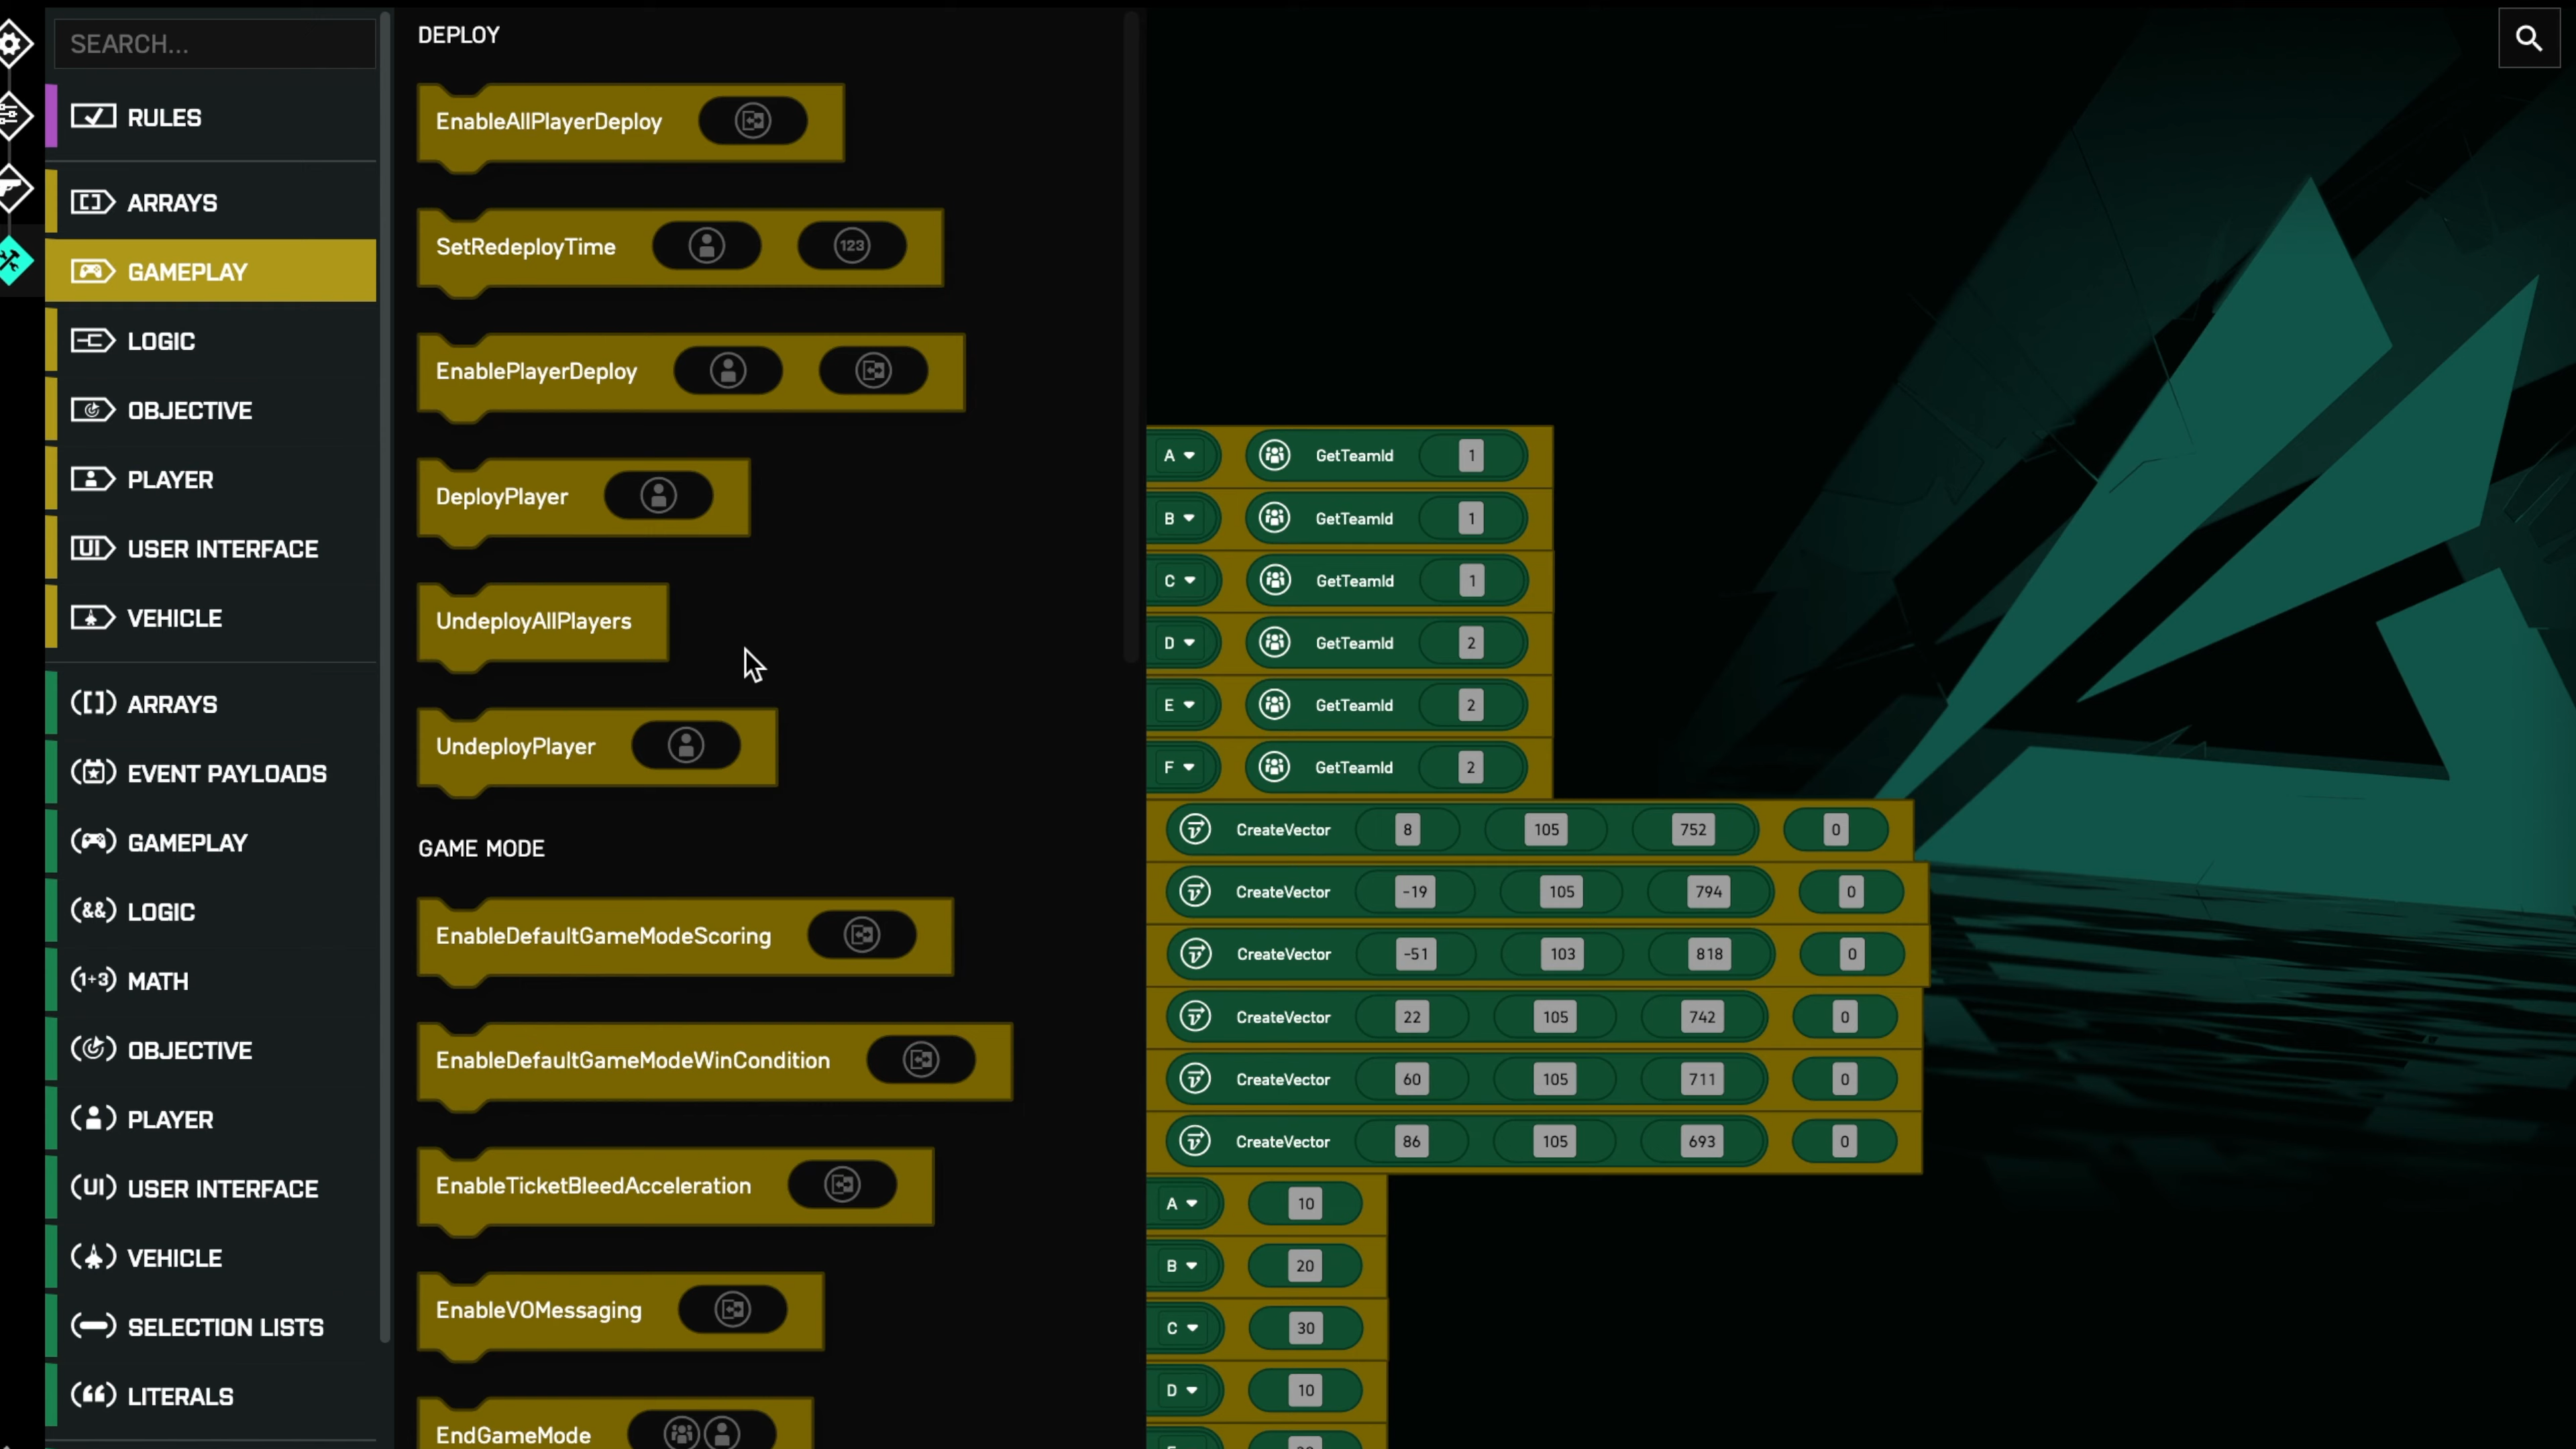 SEARCH...
RULES
ARRAYS
GAMEPLAY
LOGIC
OBJECTIVE
PLAYER
UI USER INTERFACE
VEHICLE
ARRAYS
EVENT PAYLOADS
GAMEPLAY
(&&) LOGIC
(1+3) MATH
OBJECTIVE
PLAYER
(UI) USER INTERFACE
VEHICLE
SELECTION LISTS
(“) LITERALS
DEPLOY
EnableAllPlayerDeploy
SetRedeployTime 123
EnablePlayerDeploy
DeployPlayer
UndeployAllPlayers
UndeployPlayer
GAME MODE
EnableDefaultGameModeScoring
EnableDefaultGameModeWinCondition
EnableTicketBleedAcceleration
EnableVOMessaging
EndGameMode
A GetTeamId 1
B GetTeamId 1
C GetTeamId 1
D GetTeamId 2
E GetTeamId 2
F GetTeamId 2
CreateVector 8 105 752 0
CreateVector -19 105 794 0
CreateVector -51 103 818 0
CreateVector 22 105 742 0
CreateVector 60 105 711 0
CreateVector 86 105 693 0
A 10
B 20
C 30
D 10